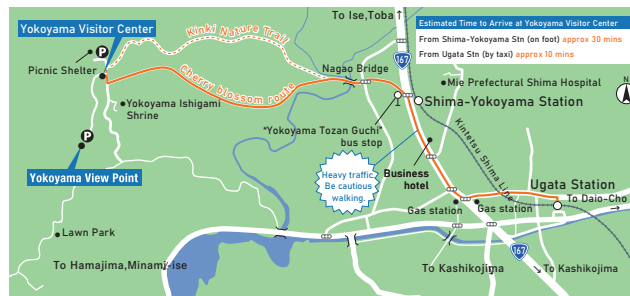 To Ise,Toba
Estimated Time to Arrive at Yokoyama Visitor Center
From Shima-Yokoyama Stn (on foot) approx 30 mins
From Ugata Stn (by taxi) approx 10 mins
Yokoyama Visitor Center
P
Picnic Shelter
Kinki Nature Trail
Cherry blossom route
Nagao Bridge
167
N
Mie Prefectural Shima Hospital
Shima-Yokoyama Station
Yokoyama Ishigami
Shrine
"Yokoyama Tozan Guchi"
bus stop
Kintetsu Shima Line
P
Yokoyama View Point
Heavy traffic.
Be cautious
walking.
Business
hotel
Ugata Station
To Daio-Cho
Gas station
Gas station
Lawn Park
To Hamajima,Minami-ise
167
To Kashikojima
To Kashikojima